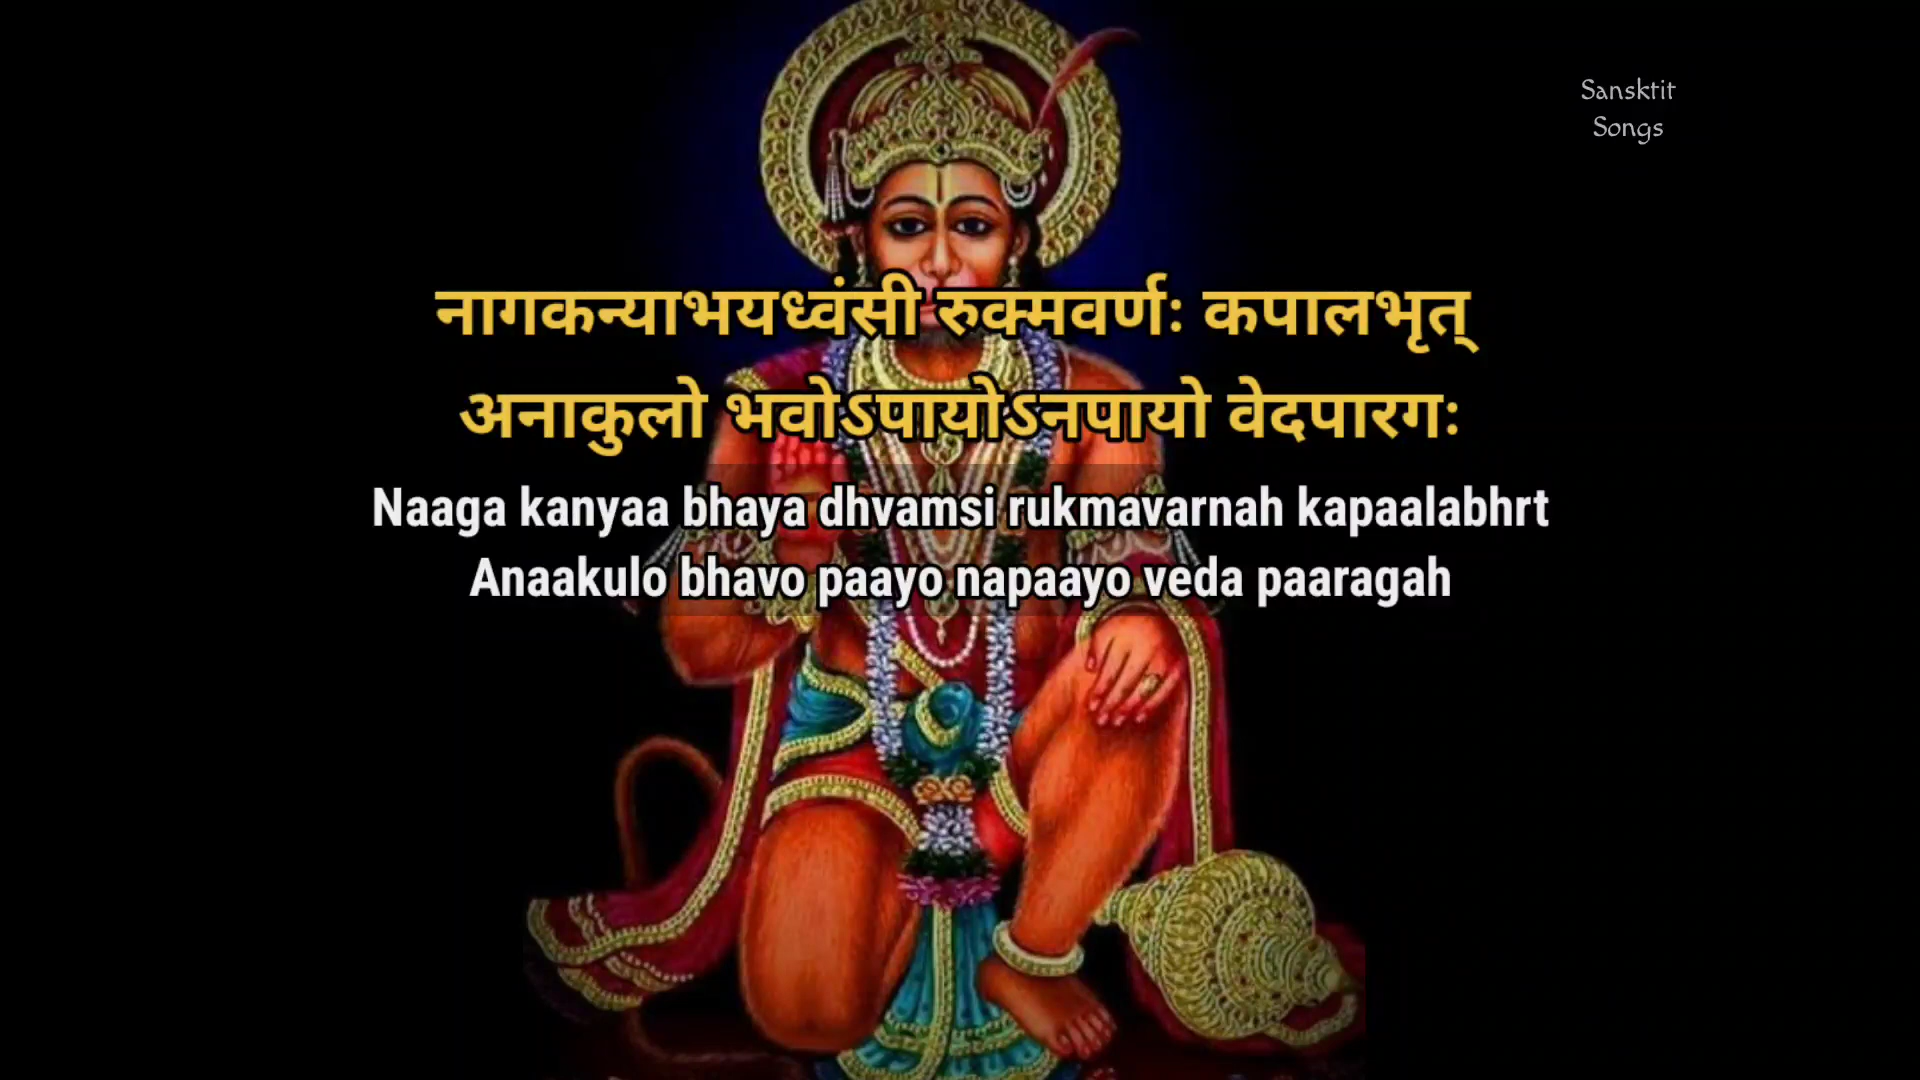 Sansktit
Songs
नागकन्याभयध्वंसी रुक्मवर्णः कपालभृत्
अनाकुलो भवोऽपायोऽनपायो वेदपारगः
Naaga kanyaa bhaya dhvamsi rukmavarnah kapaalabhrt
Anaakulo bhavo paayo napaayo veda paaragah